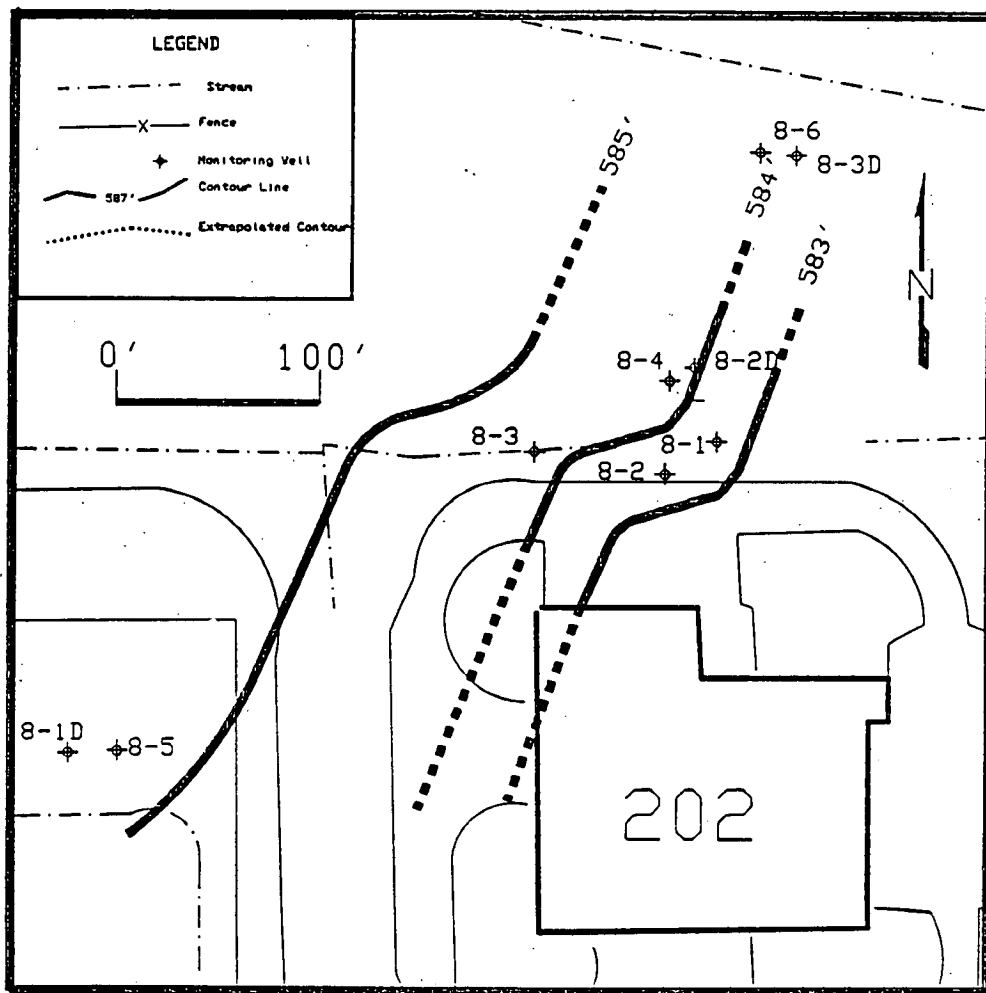 LEGEND
Stream
X
Fence
Monitoring Well
587'
Contour Line
Extrapolated Contour
585'
584'
583'
8-6
8-3D
N
0'
100'
8-4
8-2D
8-3
8-1
8-2
8-1D
8-5
202